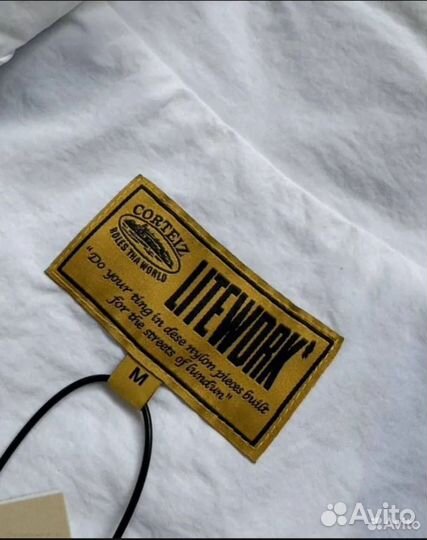 CORTEIZ
RULES THA WORLD
LITEWORK'
"Do your ting in dese nylon pieces built
for the streets of lundun"
M
Avito
Avito